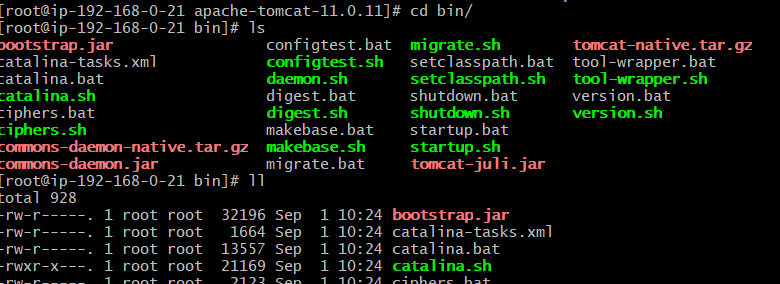 [root@ip-192-168-0-21 apache-tomcat-11.0.11]# cd bin/
[root@ip-192-168-0-21 bin]# ls
bootstrap.jar configtest.bat migrate.sh tomcat-native.tar.gz
catalina-tasks.xml configtest.sh setclasspath.bat tool-wrapper.bat
catalina.bat daemon.sh setclasspath.sh tool-wrapper.sh
catalina.sh digest.bat shutdown.bat version.bat
ciphers.bat digest.sh shutdown.sh version.sh
ciphers.sh makebase.bat startup.bat
commons-daemon-native.tar.gz makebase.sh startup.sh
commons-daemon.jar migrate.bat tomcat-juli.jar
[root@ip-192-168-0-21 bin]# ll
total 928
-rw-r-----. 1 root root 32196 Sep 1 10:24 bootstrap.jar
-rw-r-----. 1 root root 1664 Sep 1 10:24 catalina-tasks.xml
-rw-r-----. 1 root root 13557 Sep 1 10:24 catalina.bat
-rwxr-x---. 1 root root 21169 Sep 1 10:24 catalina.sh
-rw-r-----. 1 root root 2123 Sep 1 10:24 ciphers.bat